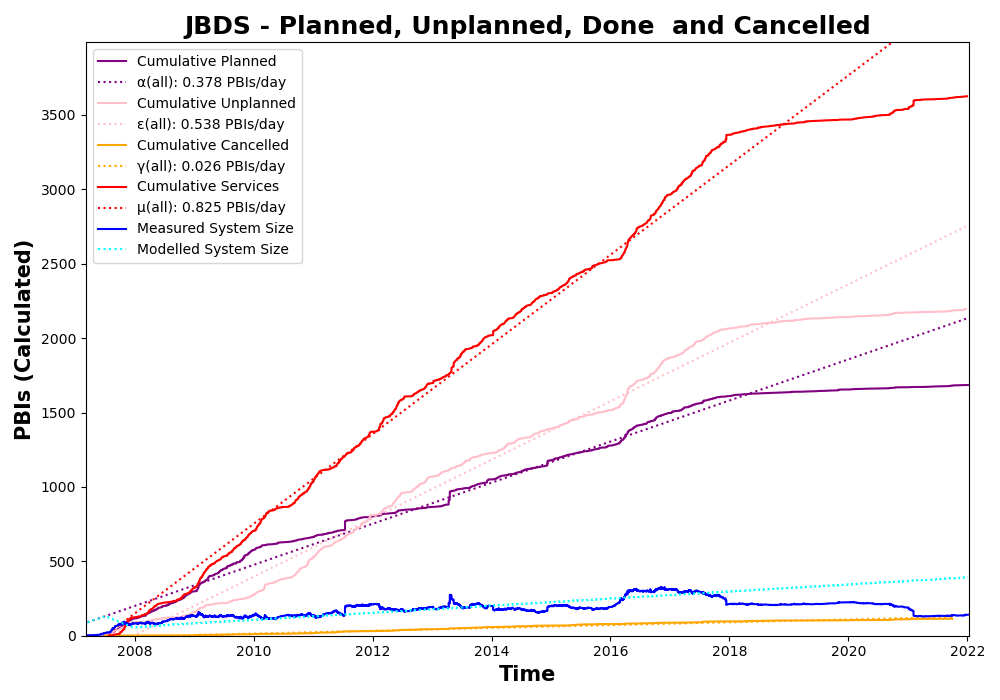 JBDS - Planned, Unplanned, Done  and Cancelled
Cumulative Planned
α(all): 0.378 PBIs/day
Cumulative Unplanned
ε(all): 0.538 PBIs/day
Cumulative Cancelled
γ(all): 0.026 PBIs/day
Cumulative Services
μ(all): 0.825 PBIs/day
Measured System Size
Modelled System Size
PBIs (Calculated)
3500
3000
2500
2000
1500
1000
500
0
2008 2010 2012 2014 2016 2018 2020 2022
Time